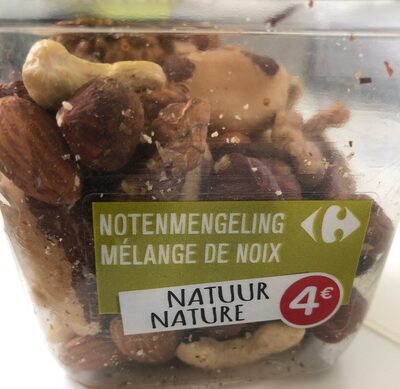 NOTENMENGELING
MÉLANGE DE NOIX
NATUUR
NATURE
4€